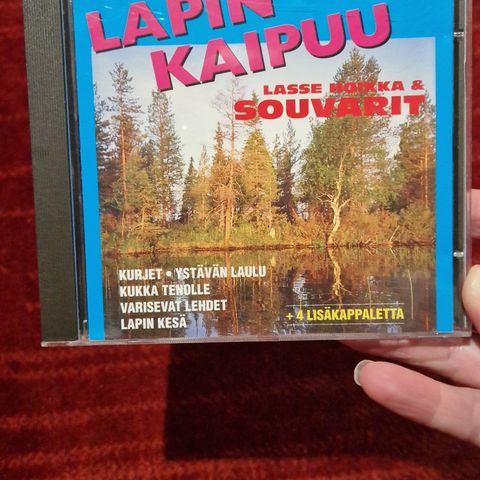 LAPIN
KAIPUU
LASSE HOIKKA &
SOUVARIT
KURJET • YSTÄVÄN LAULU
KUKKA TENOLLE
VARISEVAT LEHDET
LAPIN KESÄ
+ 4 LISÄKAPPALETTA